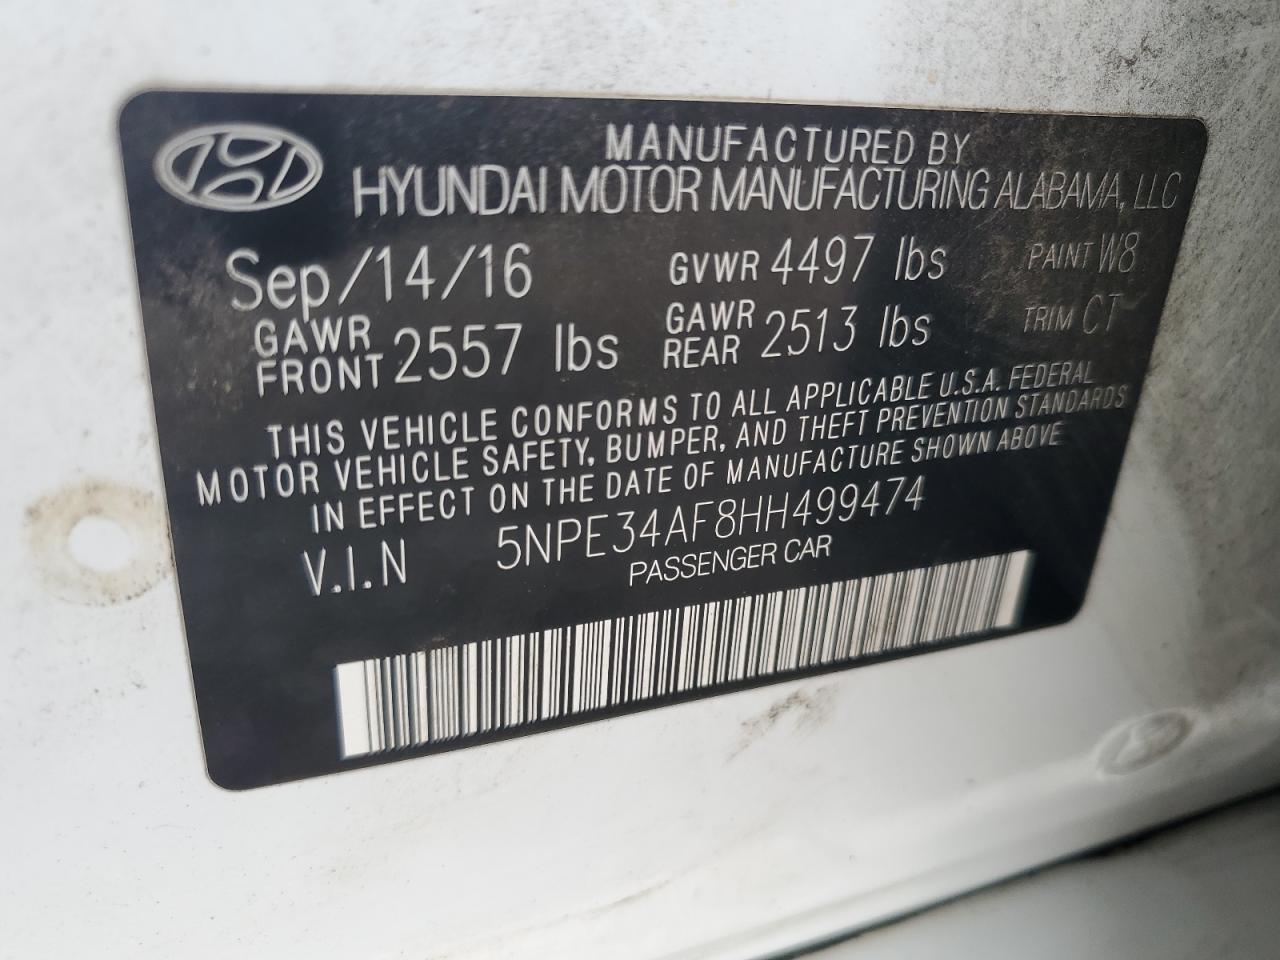 MANUFACTURED BY
HYUNDAI MOTOR MANUFACTURING ALABAMA, LLC
Sep/14/16 GVWR 4497 lbs PAINT W8
GAWR FRONT 2557 lbs GAWR REAR 2513 lbs TRIM CT
THIS VEHICLE CONFORMS TO ALL APPLICABLE U.S.A. FEDERAL
MOTOR VEHICLE SAFETY, BUMPER, AND THEFT PREVENTION STANDARDS
IN EFFECT ON THE DATE OF MANUFACTURE SHOWN ABOVE
V.I.N 5NPE34AF8HH499474
PASSENGER CAR